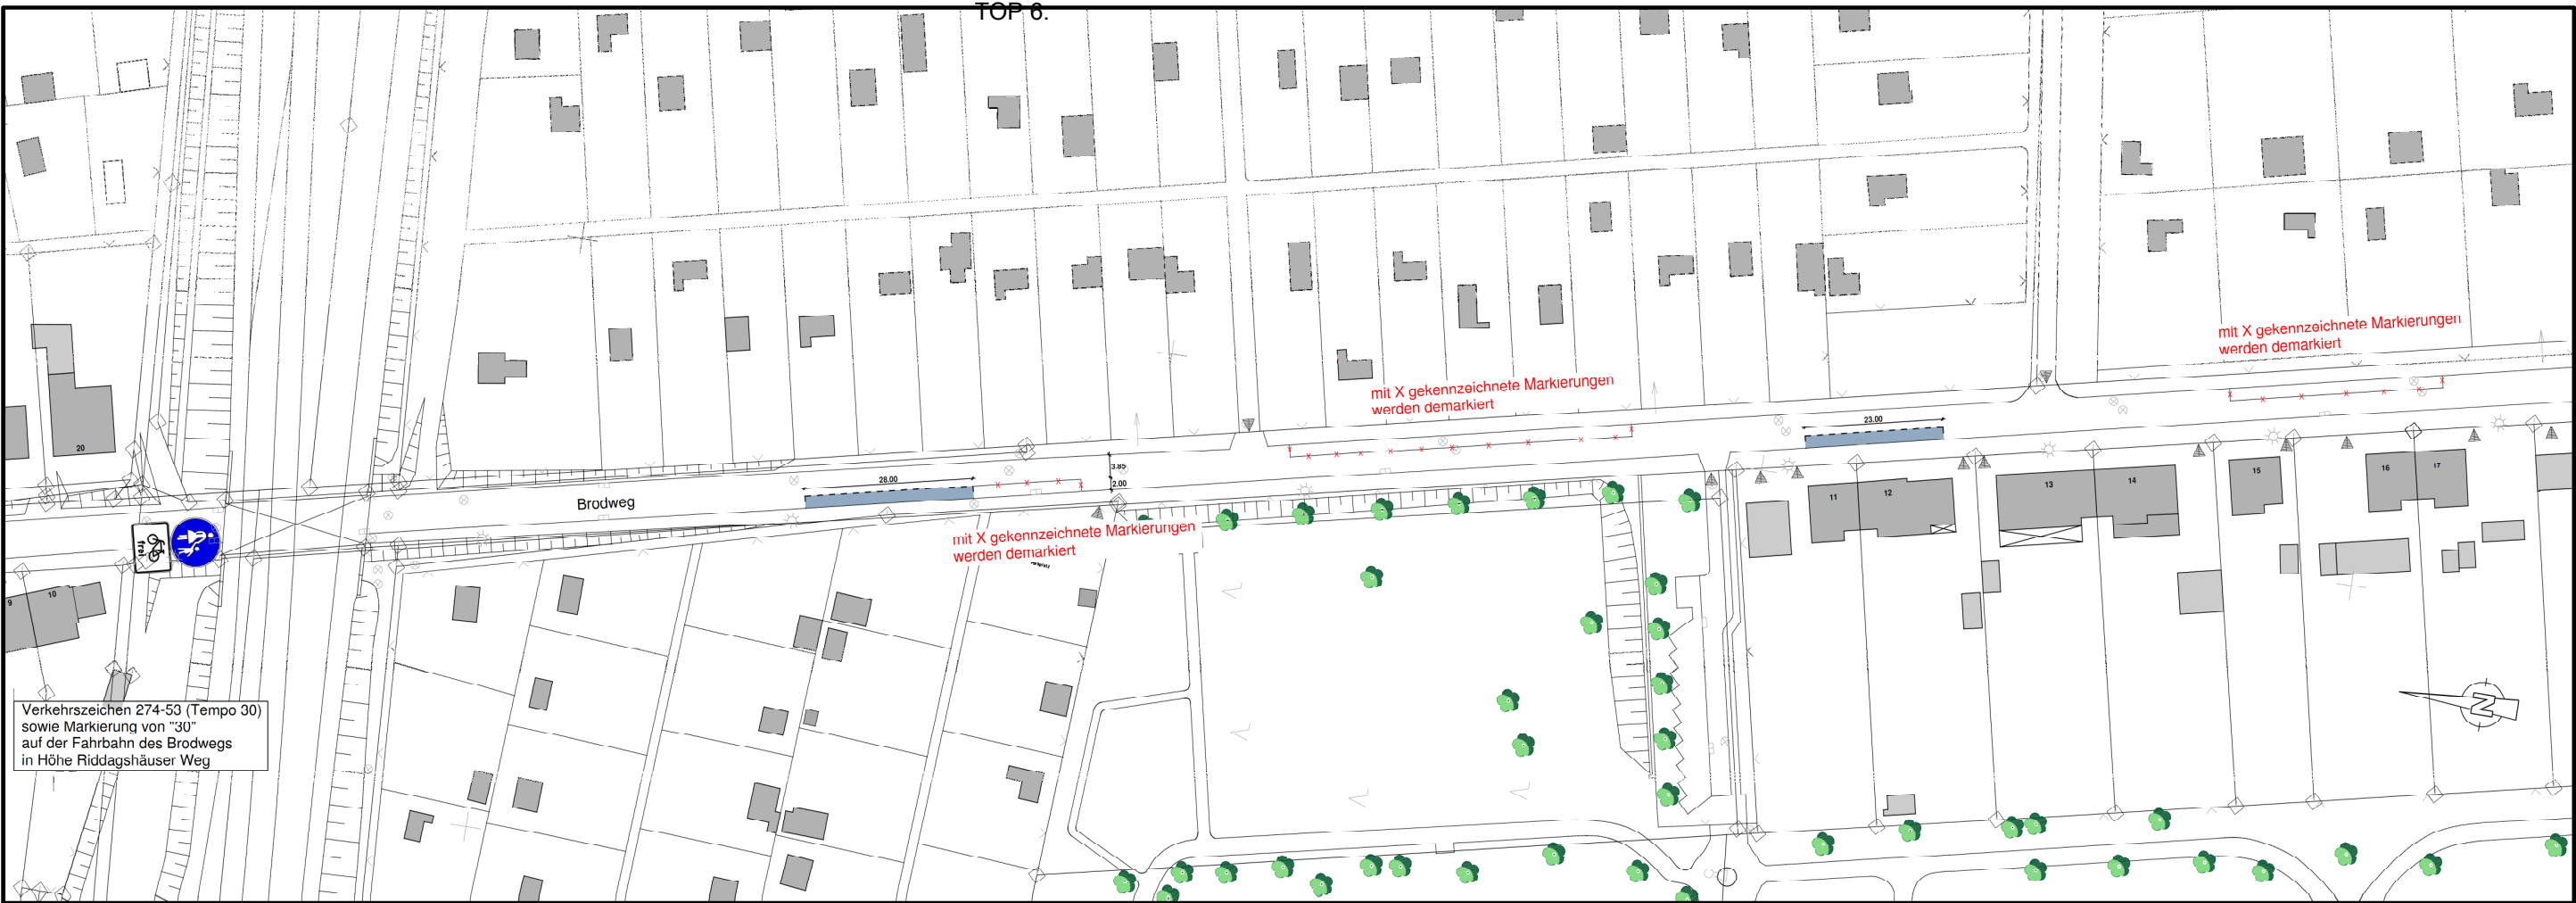 TOP 6.
mit X gekennzeichnete Markierungen
werden demarkiert
mit X gekennzeichnete Markierungen
werden demarkiert
23.00
20
3.85
28.00
2.00
Brodweg
mit X gekennzeichnete Markierungen
werden demarkiert
11
12
13
14
15
16
17
frei
9
10
Verkehrszeichen 274-53 (Tempo 30)
sowie Markierung von "30"
auf der Fahrbahn des Brodwegs
in Höhe Riddagshäuser Weg
N